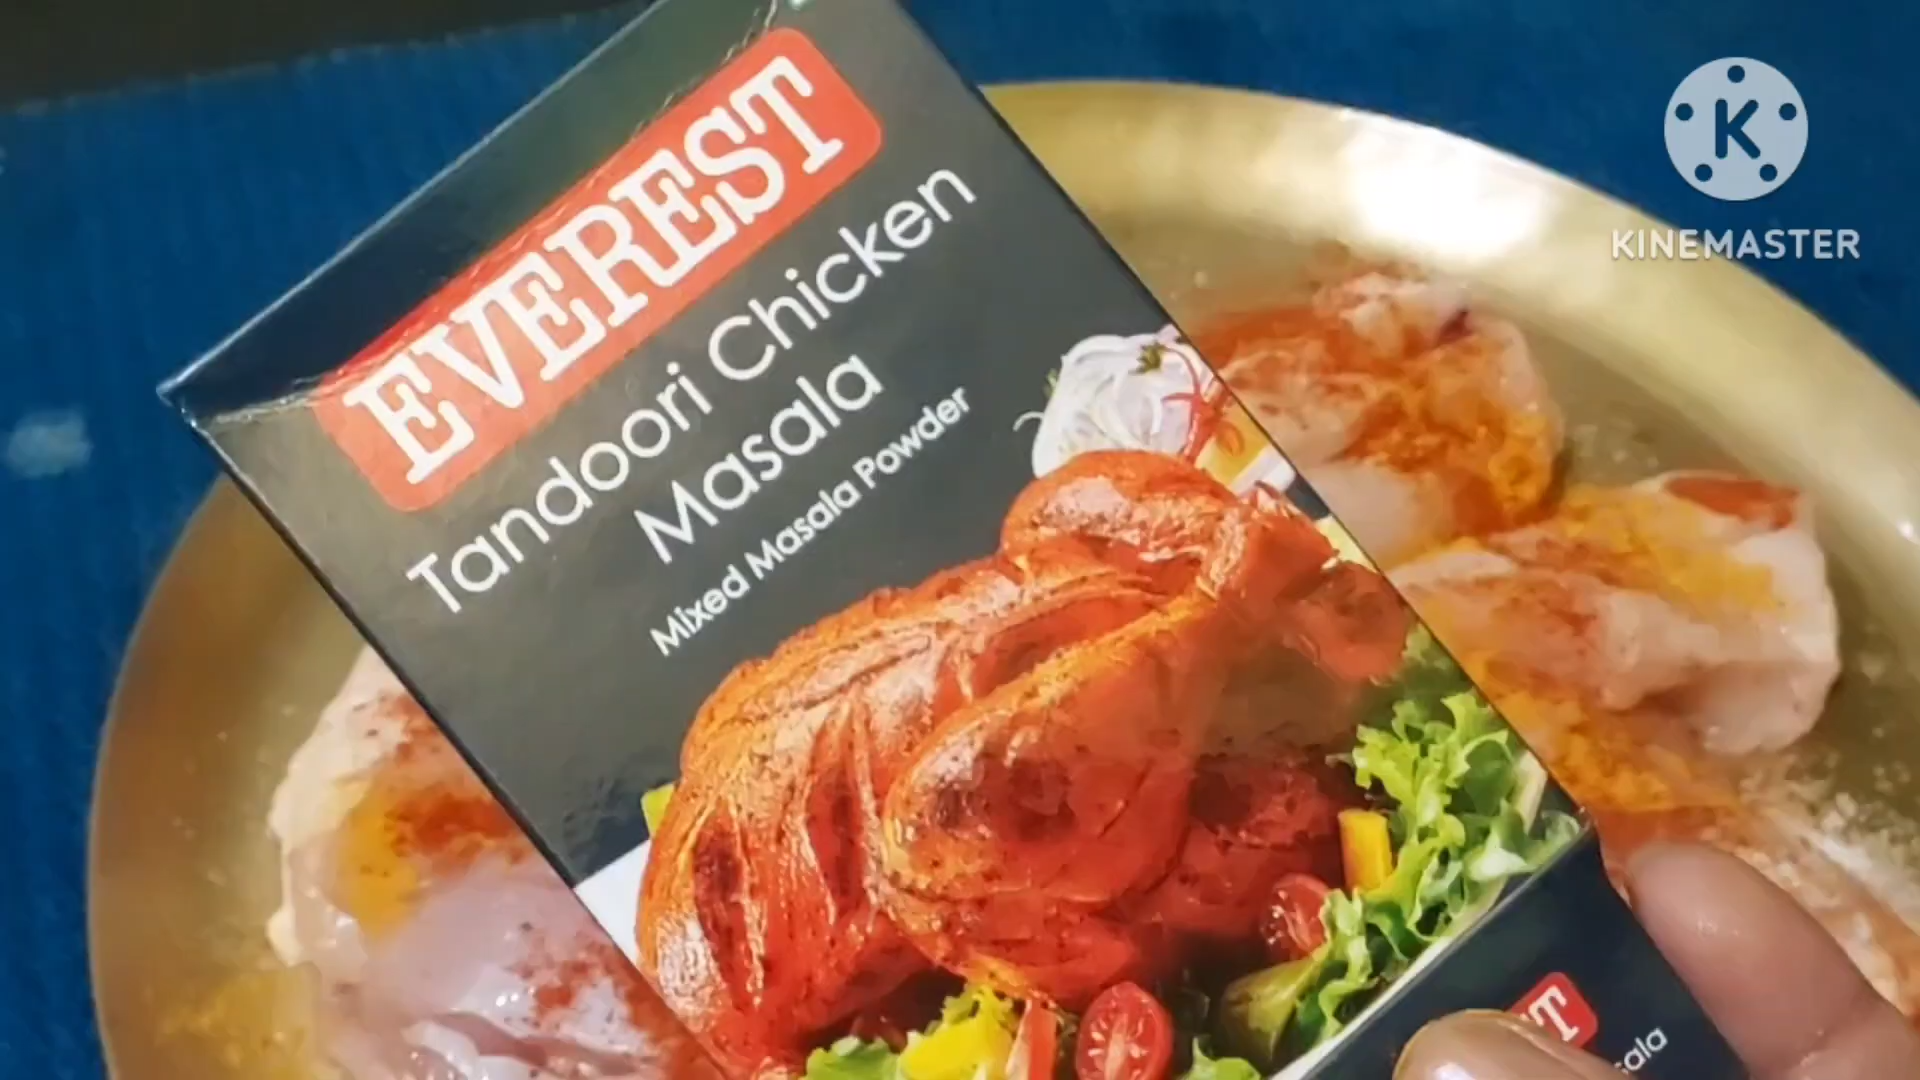 EVEREST
Tandoori Chicken
Masala
Mixed Masala Powder
K
KINEMASTER